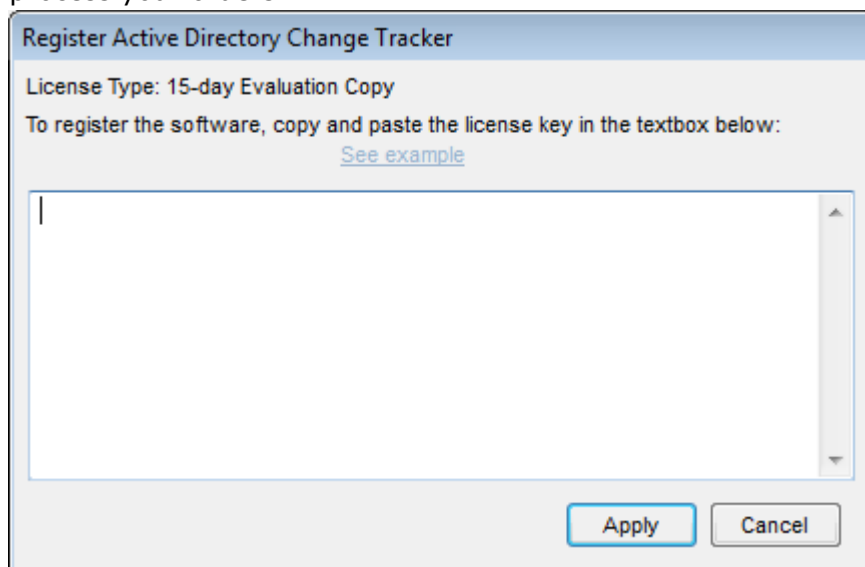 Register Active Directory Change Tracker
License Type: 15-day Evaluation Copy
To register the software, copy and paste the license key in the textbox below:
See example
Apply
Cancel